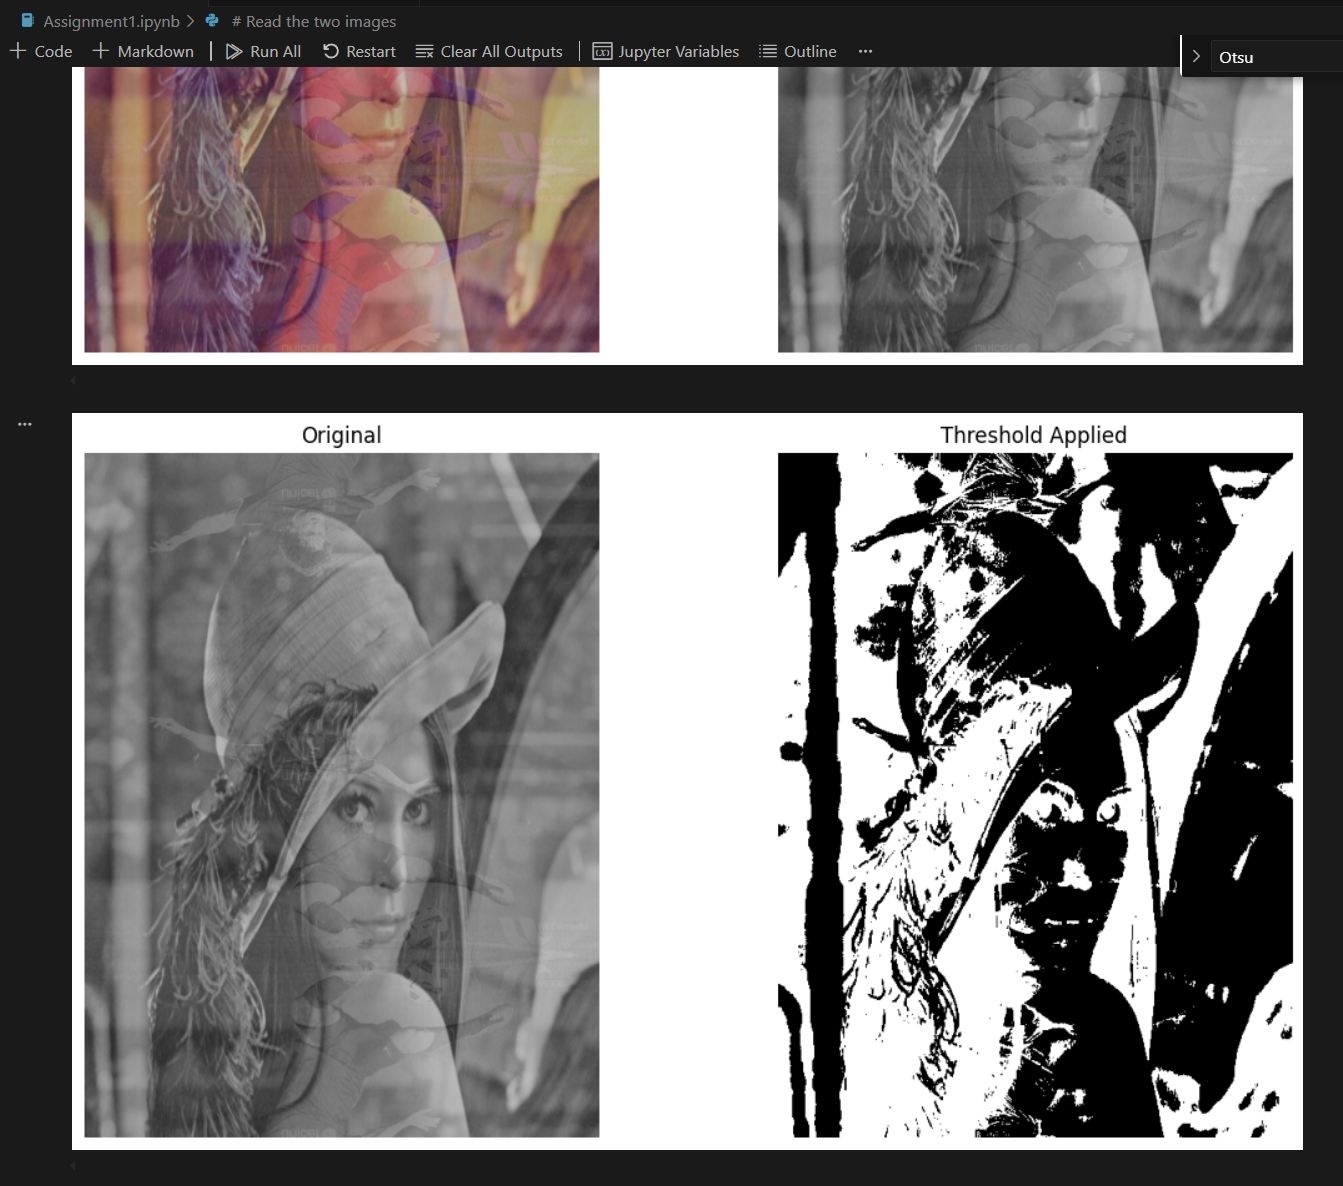 Assignment1.ipynb > # Read the two images
+ Code + Markdown | Run All Restart Clear All Outputs | Jupyter Variables Outline ...
Otsu
Original
Threshold Applied